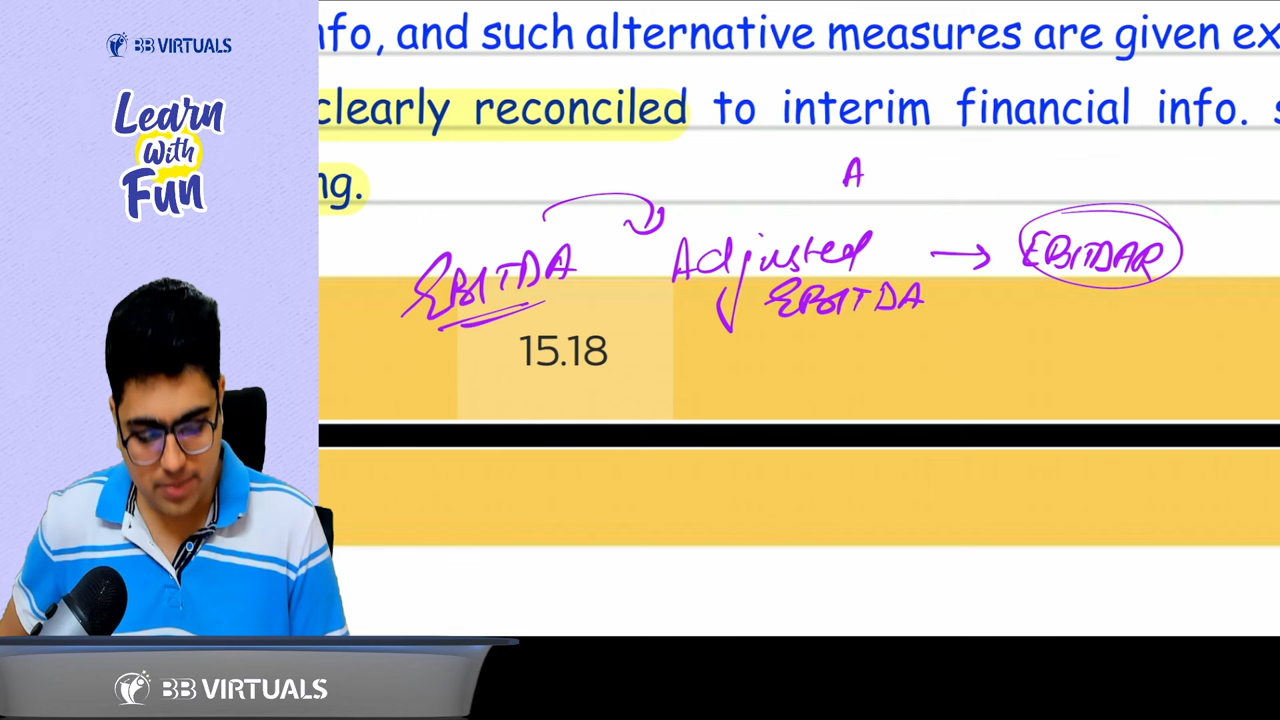 BB VIRTUALS
Learn
With
Fun
nfo, and such alternative measures are given ex
clearly reconciled to interim financial info. s
ng.
A
EBITDA Adjusted → EBITDAR
EBITDA
15.18
BB VIRTUALS